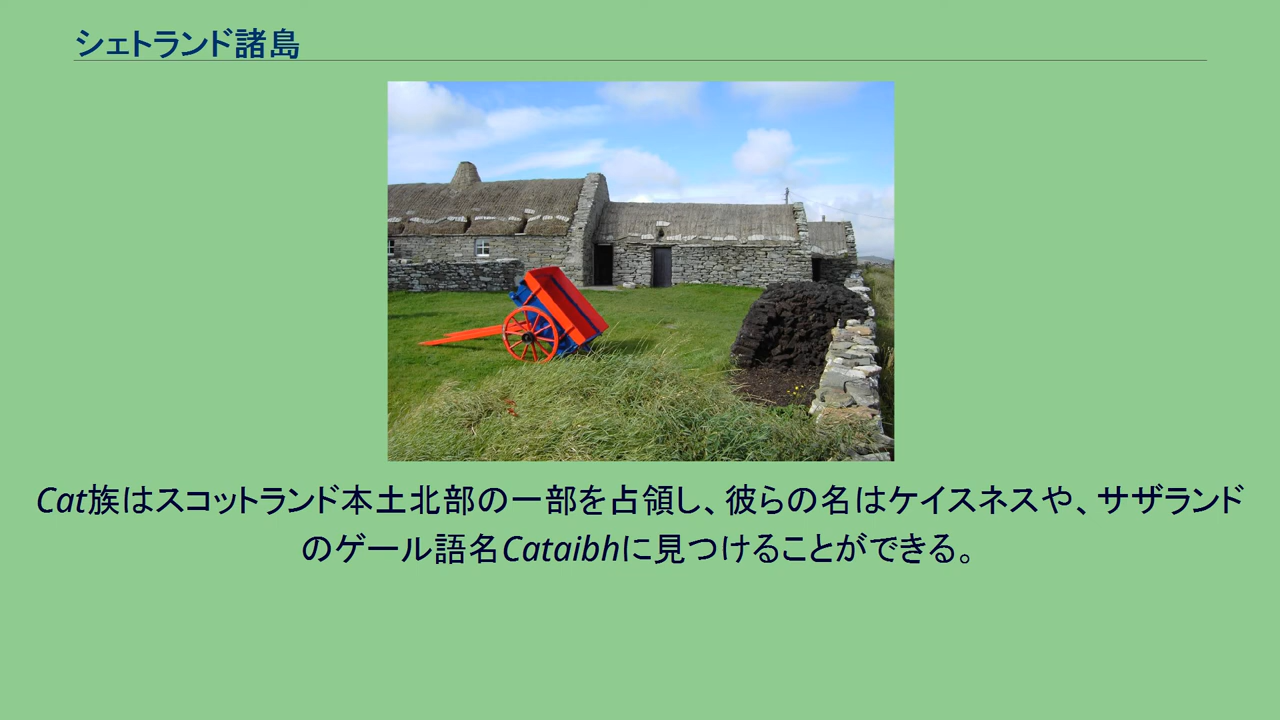 シェトランド諸島
Cat族はスコットランド本土北部の一部を占領し、彼らの名はケイスネスや、サザランド
のゲール語名Cataibhに見つけることができる。